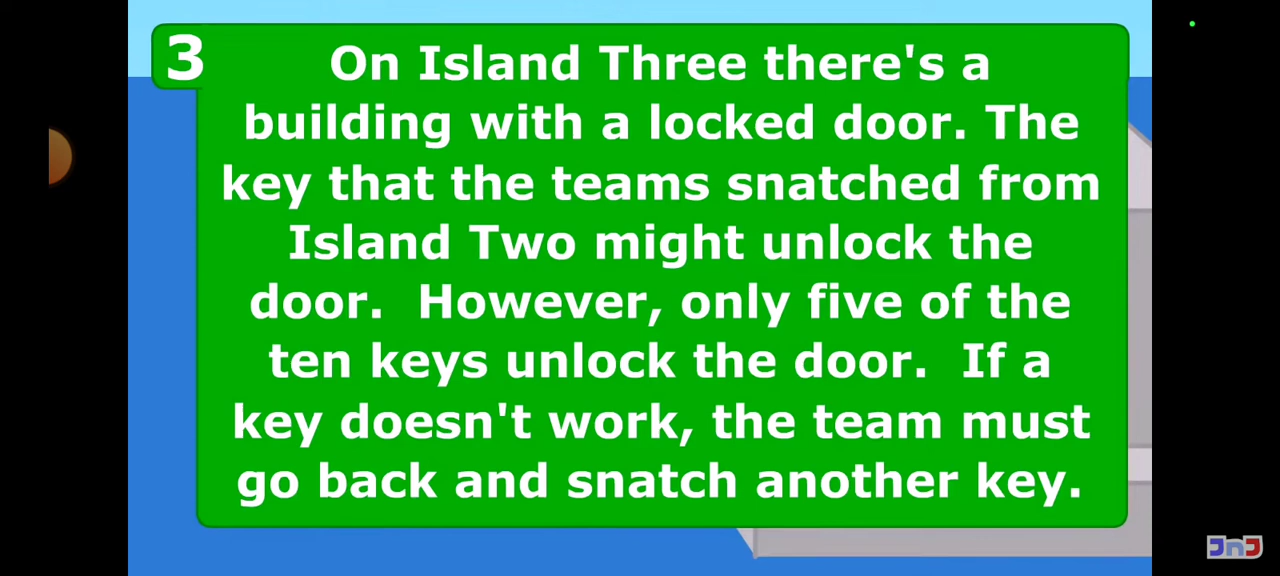 3
On Island Three there's a
building with a locked door. The
key that the teams snatched from
Island Two might unlock the
door.  However, only five of the
ten keys unlock the door.  If a
key doesn't work, the team must
go back and snatch another key.
JnJ